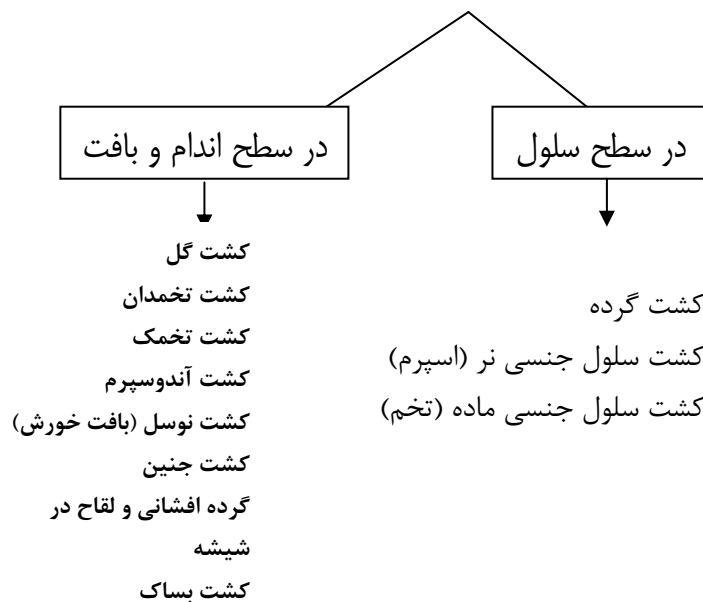 در سطح سلول
کشت گرده
کشت سلول جنسی نر (اسپرم)
کشت سلول جنسی ماده (تخم)
در سطح اندام و بافت
کشت گل
کشت تخمدان
کشت تخمک
کشت آندوسپرم
کشت نوسل (بافت خورش)
کشت جنین
گرده افشانی و لقاح در
شیشه
کشت بساک